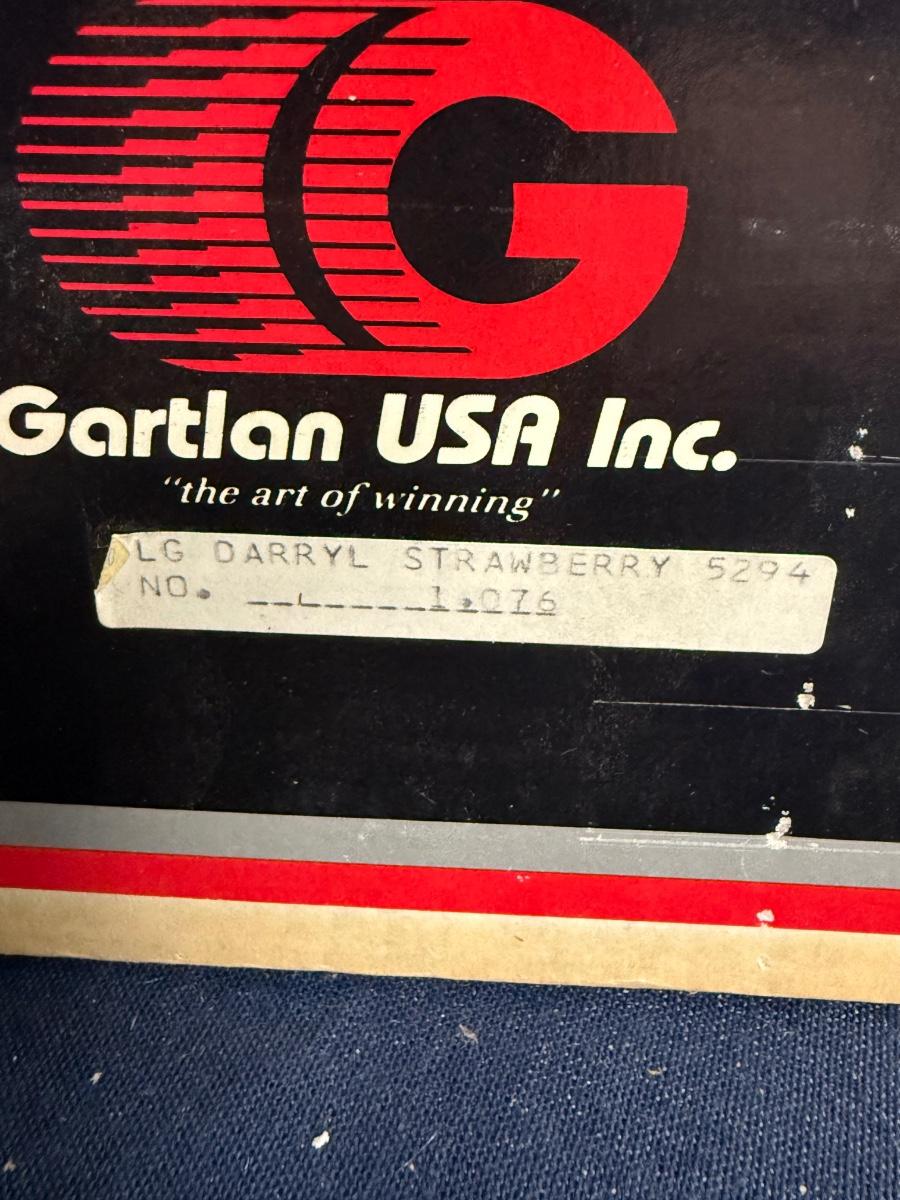 G
Gartlan USA Inc.
"the art of winning"
LG DARRYL STRAWBERRY 5294
NO. 1,076